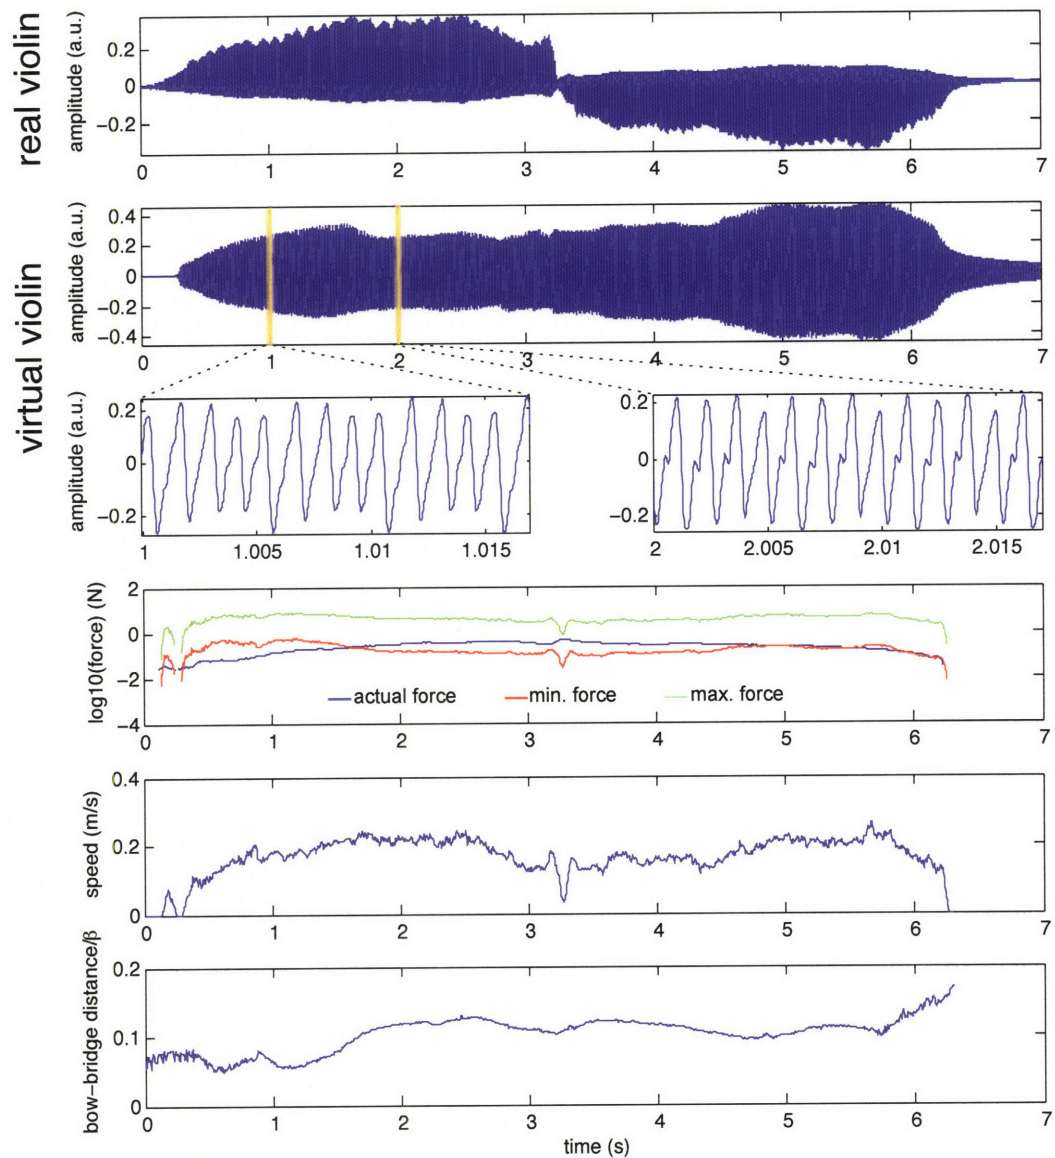 real violin
amplitude (a.u.)
0.2
0
−0.2
0 1 2 3 4 5 6 7
virtual violin
amplitude (a.u.)
0.4
0.2
0
−0.2
−0.4
0 1 2 3 4 5 6 7
amplitude (a.u.)
0.2
0
−0.2
1 1.005 1.01 1.015
0.2
0
−0.2
2 2.005 2.01 2.015
log10(force) (N)
2
0
−2
−4
actual force min. force max. force
0 1 2 3 4 5 6 7
speed (m/s)
0.4
0.2
0
0 1 2 3 4 5 6 7
bow−bridge distance/β
0.2
0.1
0
0 1 2 3 4 5 6 7
time (s)